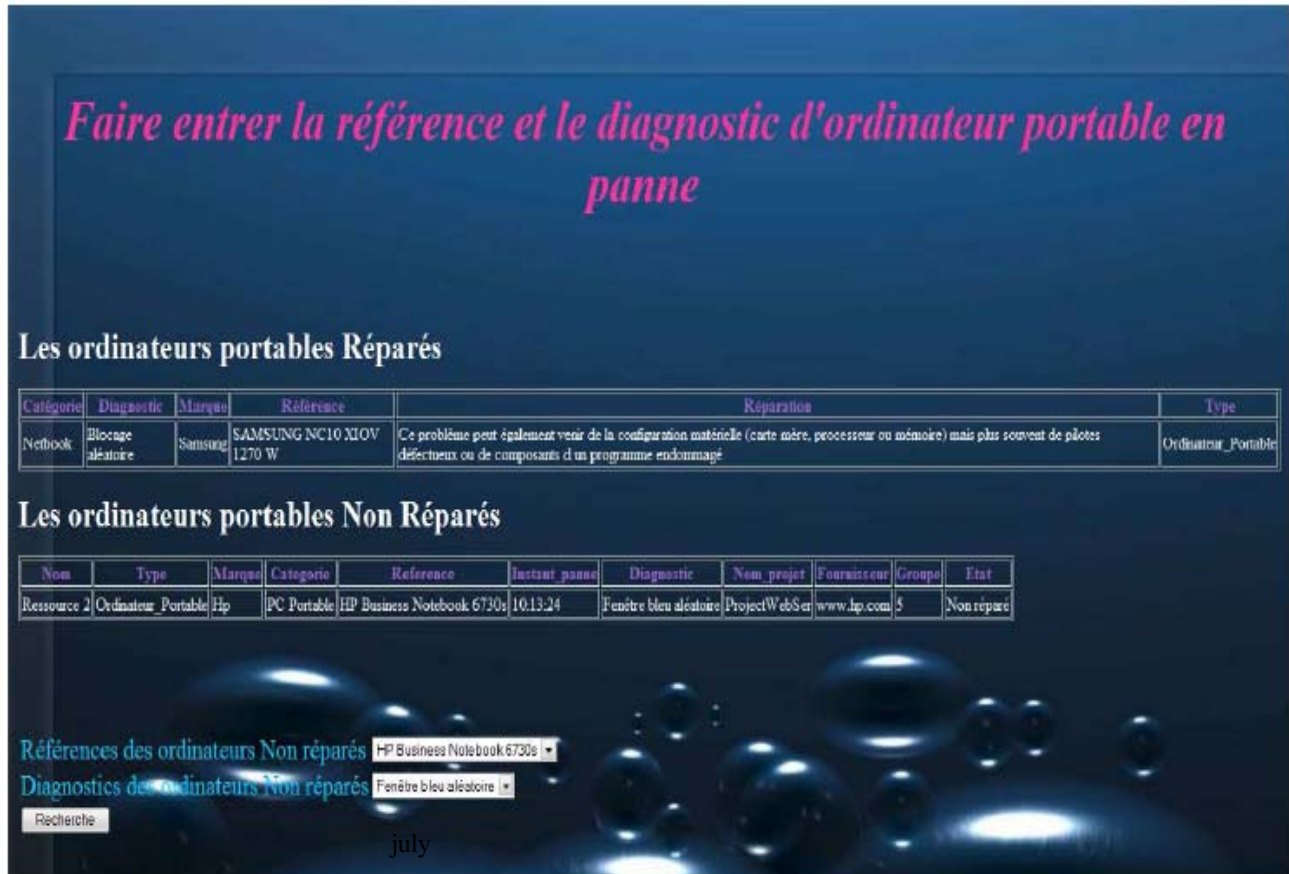 Faire entrer la référence et le diagnostic d'ordinateur portable en
panne
Les ordinateurs portables Réparés
Catégorie Diagnostic Marque Référence Réparation Type
Netbook Blocage aléatoire Samsung SAMSUNG NC10 XIOV 1270 W Ce problème peut également venir de la configuration matérielle (carte mère, processeur ou mémoire) mais plus souvent de pilotes défectueux ou de composants d un programme endommagé Ordinateur_Portable
Les ordinateurs portables Non Réparés
Nom Type Marque Categorie Reference Instant_panne Diagnostic Nom_projet Fournisseur Groupe Etat
Ressource 2 Ordinateur_Portable Hp PC Portable HP Business Notebook 6730s 10:13:24 Fenêtre bleu aléatoire ProjectWebSer www.hp.com 5 Non réparé
Références des ordinateurs Non réparés HP Business Notebook 6730s
Diagnostics des ordinateurs Non réparés Fenêtre bleu aléatoire
Recherche
july